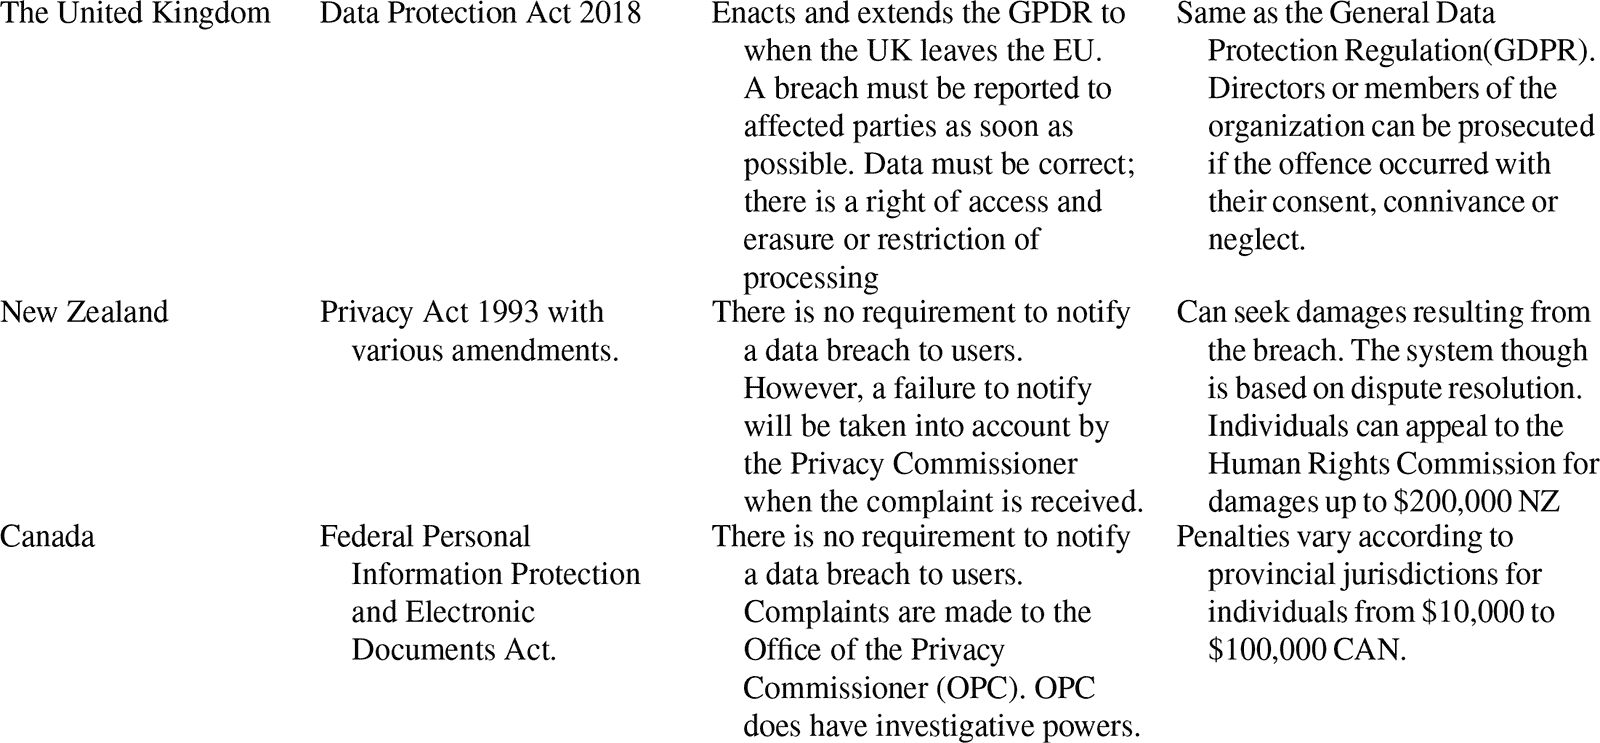 The United Kingdom
Data Protection Act 2018
Enacts and extends the GPDR to
when the UK leaves the EU.
A breach must be reported to
affected parties as soon as
possible. Data must be correct;
there is a right of access and
erasure or restriction of
processing
Same as the General Data
Protection Regulation(GDPR).
Directors or members of the
organization can be prosecuted
if the offence occurred with
their consent, connivance or
neglect.
New Zealand
Privacy Act 1993 with
various amendments.
There is no requirement to notify
a data breach to users.
However, a failure to notify
will be taken into account by
the Privacy Commissioner
when the complaint is received.
Can seek damages resulting from
the breach. The system though
is based on dispute resolution.
Individuals can appeal to the
Human Rights Commission for
damages up to $200,000 NZ
Canada
Federal Personal
Information Protection
and Electronic
Documents Act.
There is no requirement to notify
a data breach to users.
Complaints are made to the
Office of the Privacy
Commissioner (OPC). OPC
does have investigative powers.
Penalties vary according to
provincial jurisdictions for
individuals from $10,000 to
$100,000 CAN.